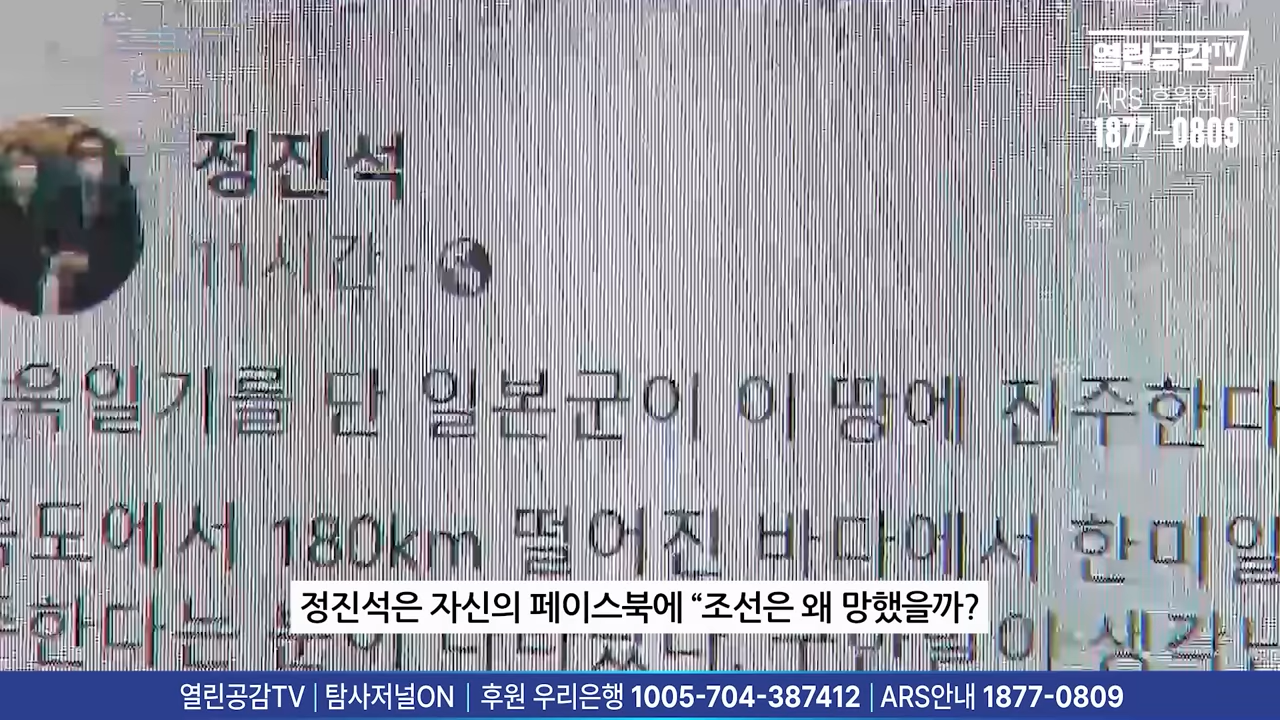 열린공감TV
ARS 후원안내
1877-0809
정진석
11시간 ·
욱일기를 단 일본군이 이 땅에 진주한다
독도에서 180km 떨어진 바다에서 한미일
정진석은 자신의 페이스북에 “조선은 왜 망했을까?
열린공감TV | 탐사저널ON | 후원 우리은행 1005-704-387412 | ARS안내 1877-0809